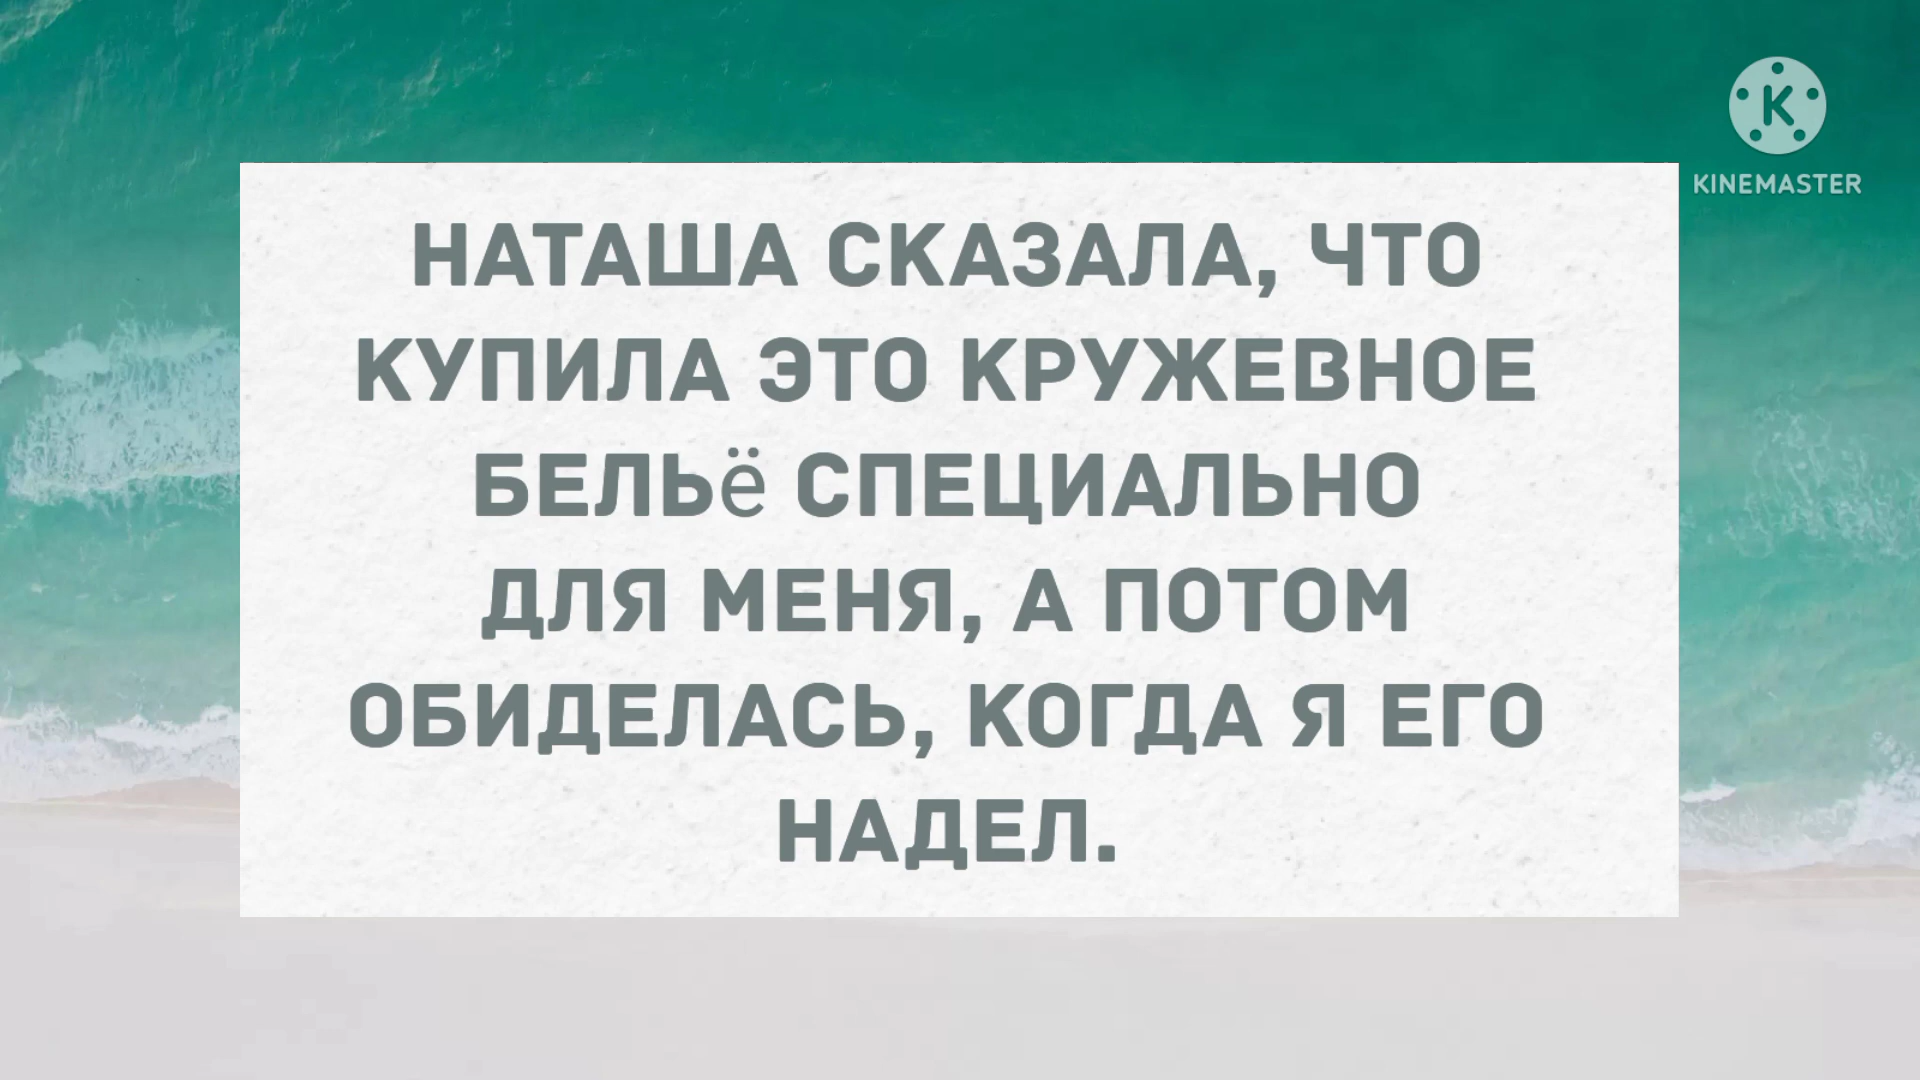 KINEMASTER
НАТАША СКАЗАЛА, ЧТО
КУПИЛА ЭТО КРУЖЕВНОЕ
БЕЛЬё СПЕЦИАЛЬНО
ДЛЯ МЕНЯ, А ПОТОМ
ОБИДЕЛАСЬ, КОГДА Я ЕГО
НАДЕЛ.